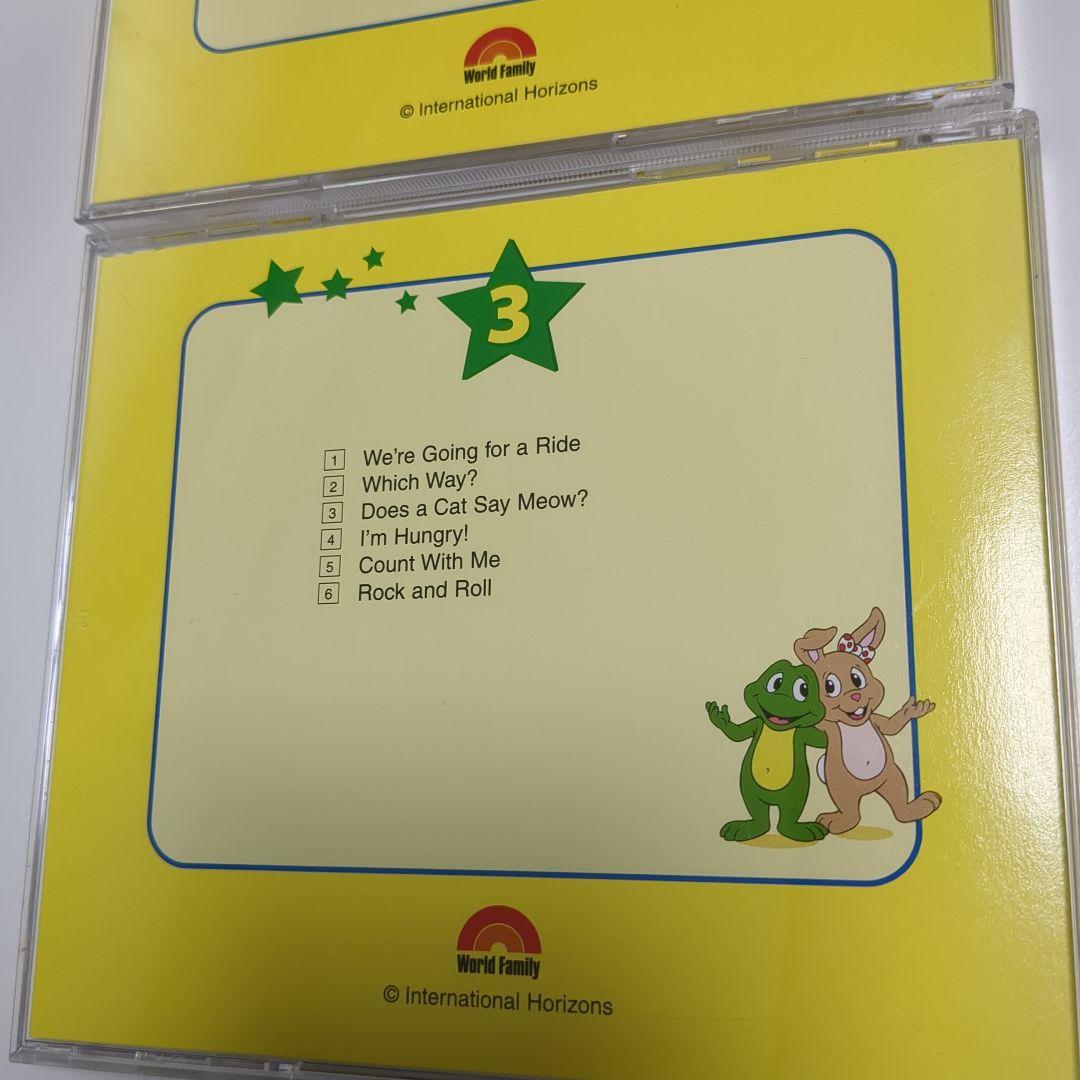 World Family
© International Horizons
3
1 We're Going for a Ride
2 Which Way?
3 Does a Cat Say Meow?
4 I'm Hungry!
5 Count With Me
6 Rock and Roll
World Family
© International Horizons